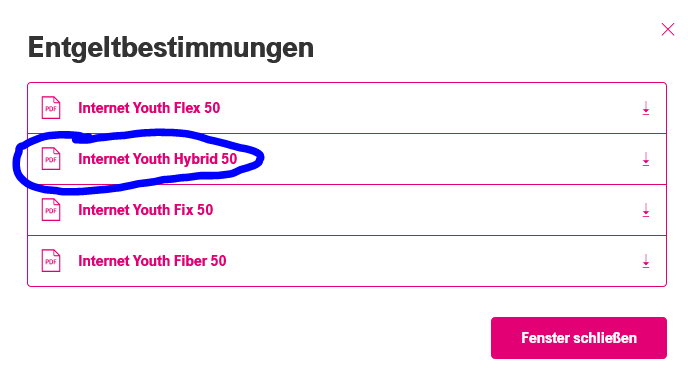 Entgeltbestimmungen
PDF Internet Youth Flex 50
PDF Internet Youth Hybrid 50
PDF Internet Youth Fix 50
PDF Internet Youth Fiber 50
Fenster schließen